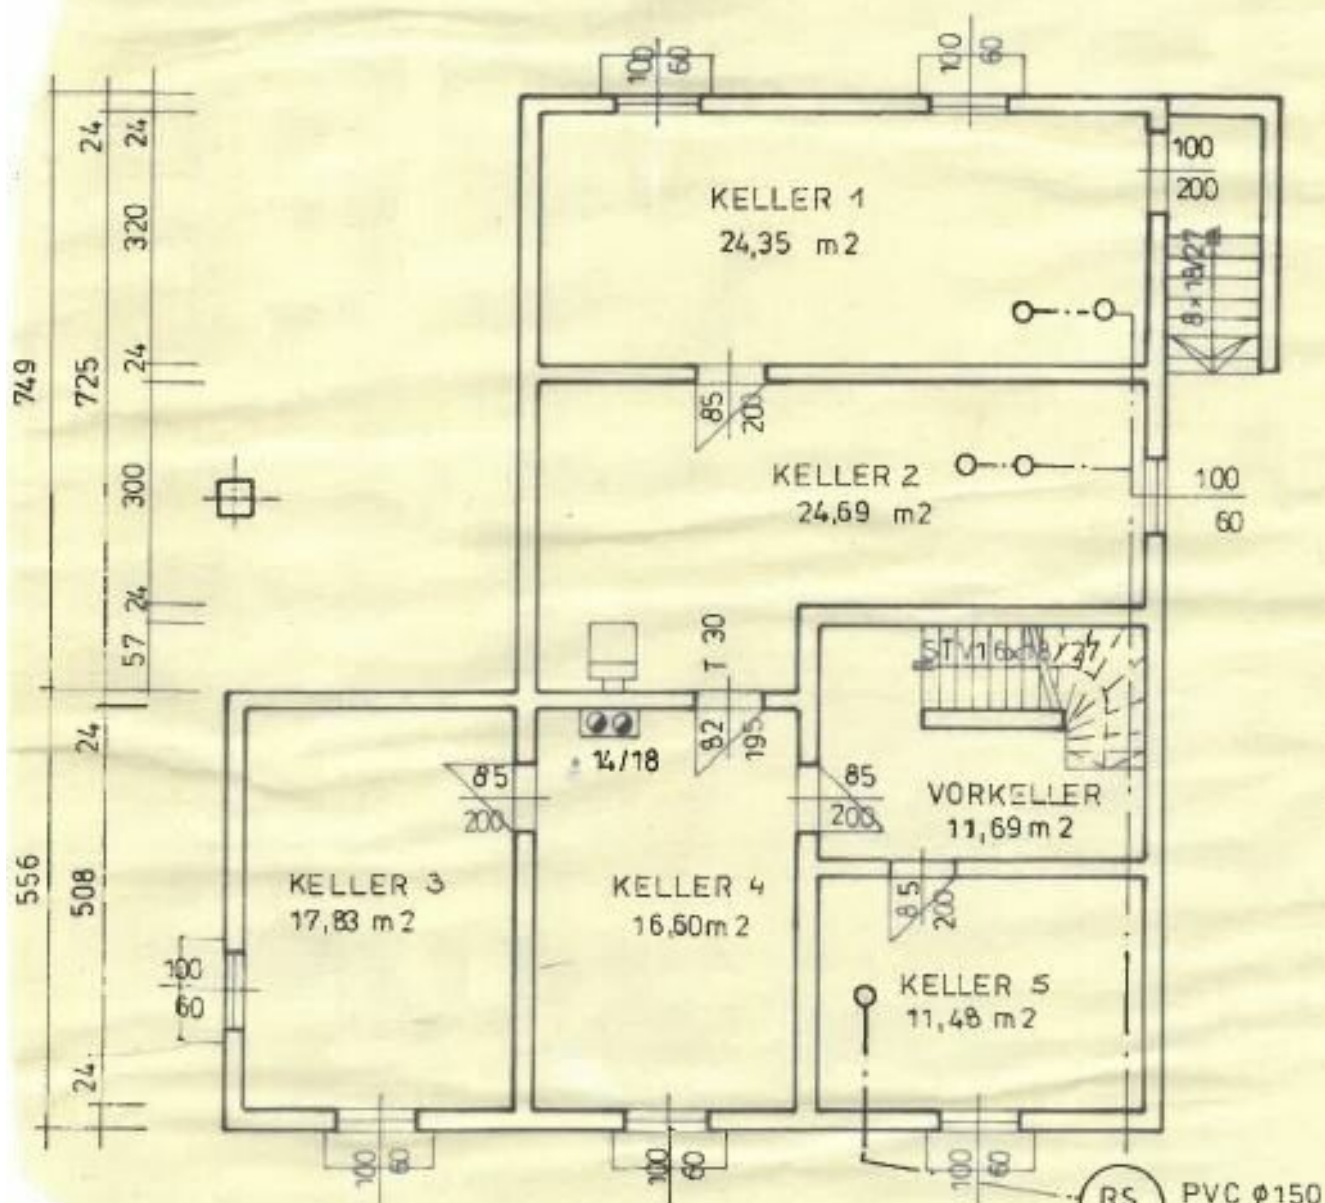 100 60
100 60
24
24
320
24
749
725
300
24
57
24
556
508
24
KELLER 1
24,35 m2
100
200
8 x 18/27
85
200
KELLER 2
24,69 m2
100
60
T 30
STV 16x18/27
82
195
14/18
85
200
85
200
VORKELLER
11,69 m2
KELLER 3
17,83 m2
KELLER 4
16,60 m2
85
200
100
60
KELLER 5
11,48 m2
100 60
100 60
100 60
RS
PVC ø150